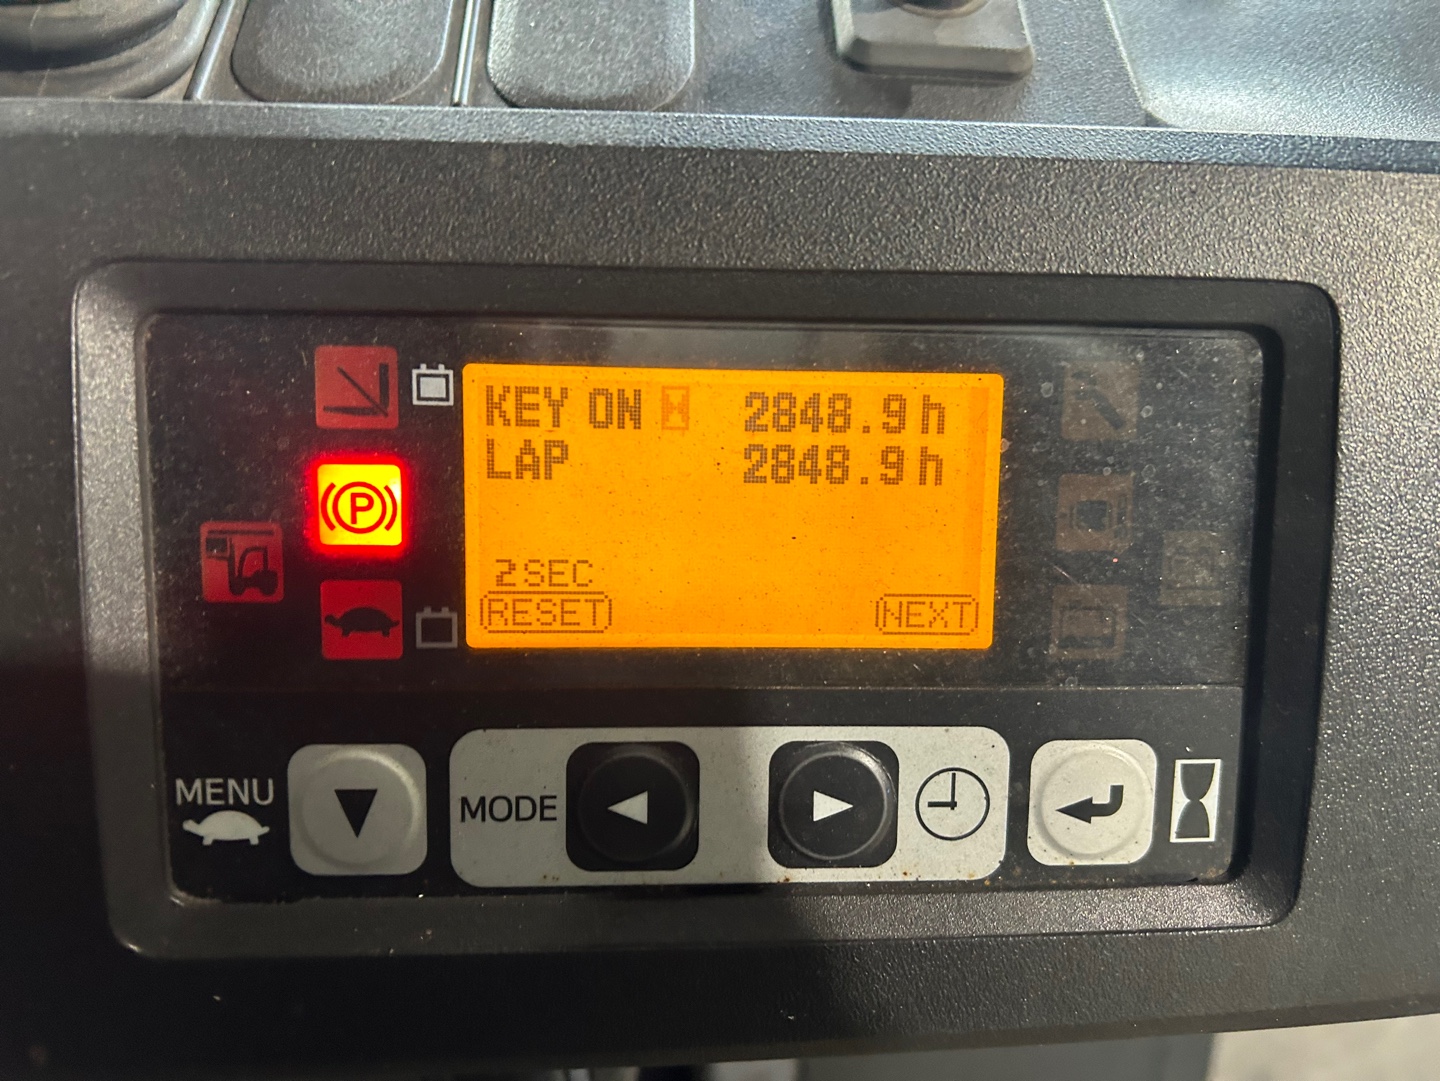 KEY ON 2848.9h
LAP 2848.9h
2SEC
RESET NEXT
P
MENU
MODE